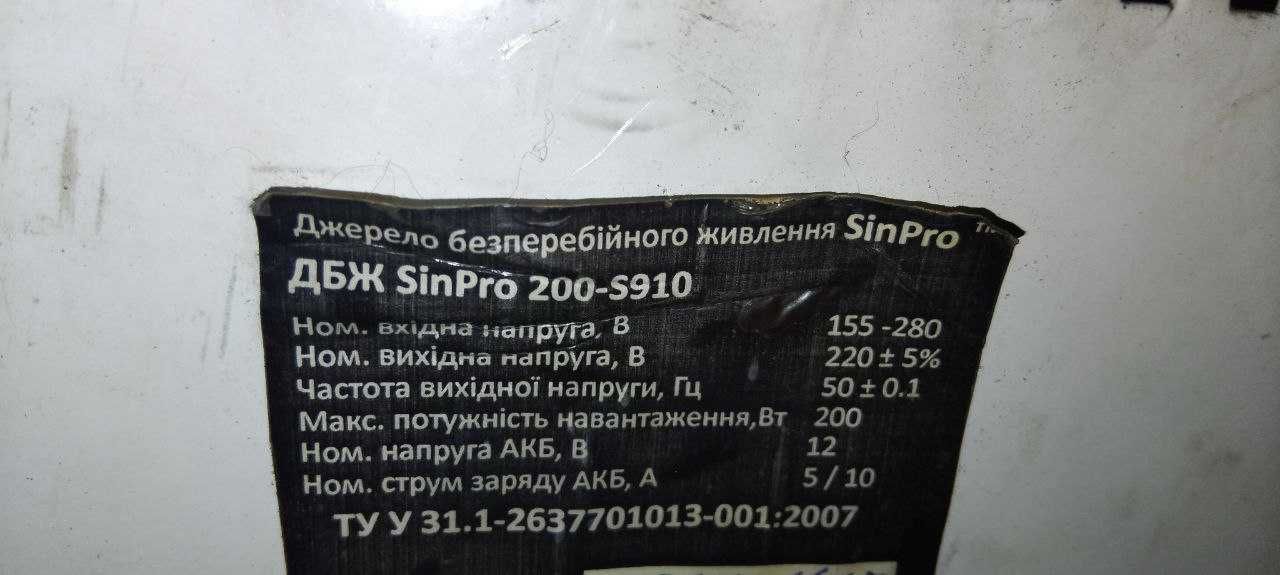 Джерело безперебійного живлення SinPro
ДБЖ SinPro 200-S910
Ном. вхідна напруга, В 155 -280
Ном. вихідна напруга, В 220 ± 5%
Частота вихідної напруги, Гц 50 ± 0.1
Макс. потужність навантаження,Вт 200
Ном. напруга АКБ, В 12
Ном. струм заряду АКБ, А 5 / 10
ТУ У 31.1-2637701013-001:2007